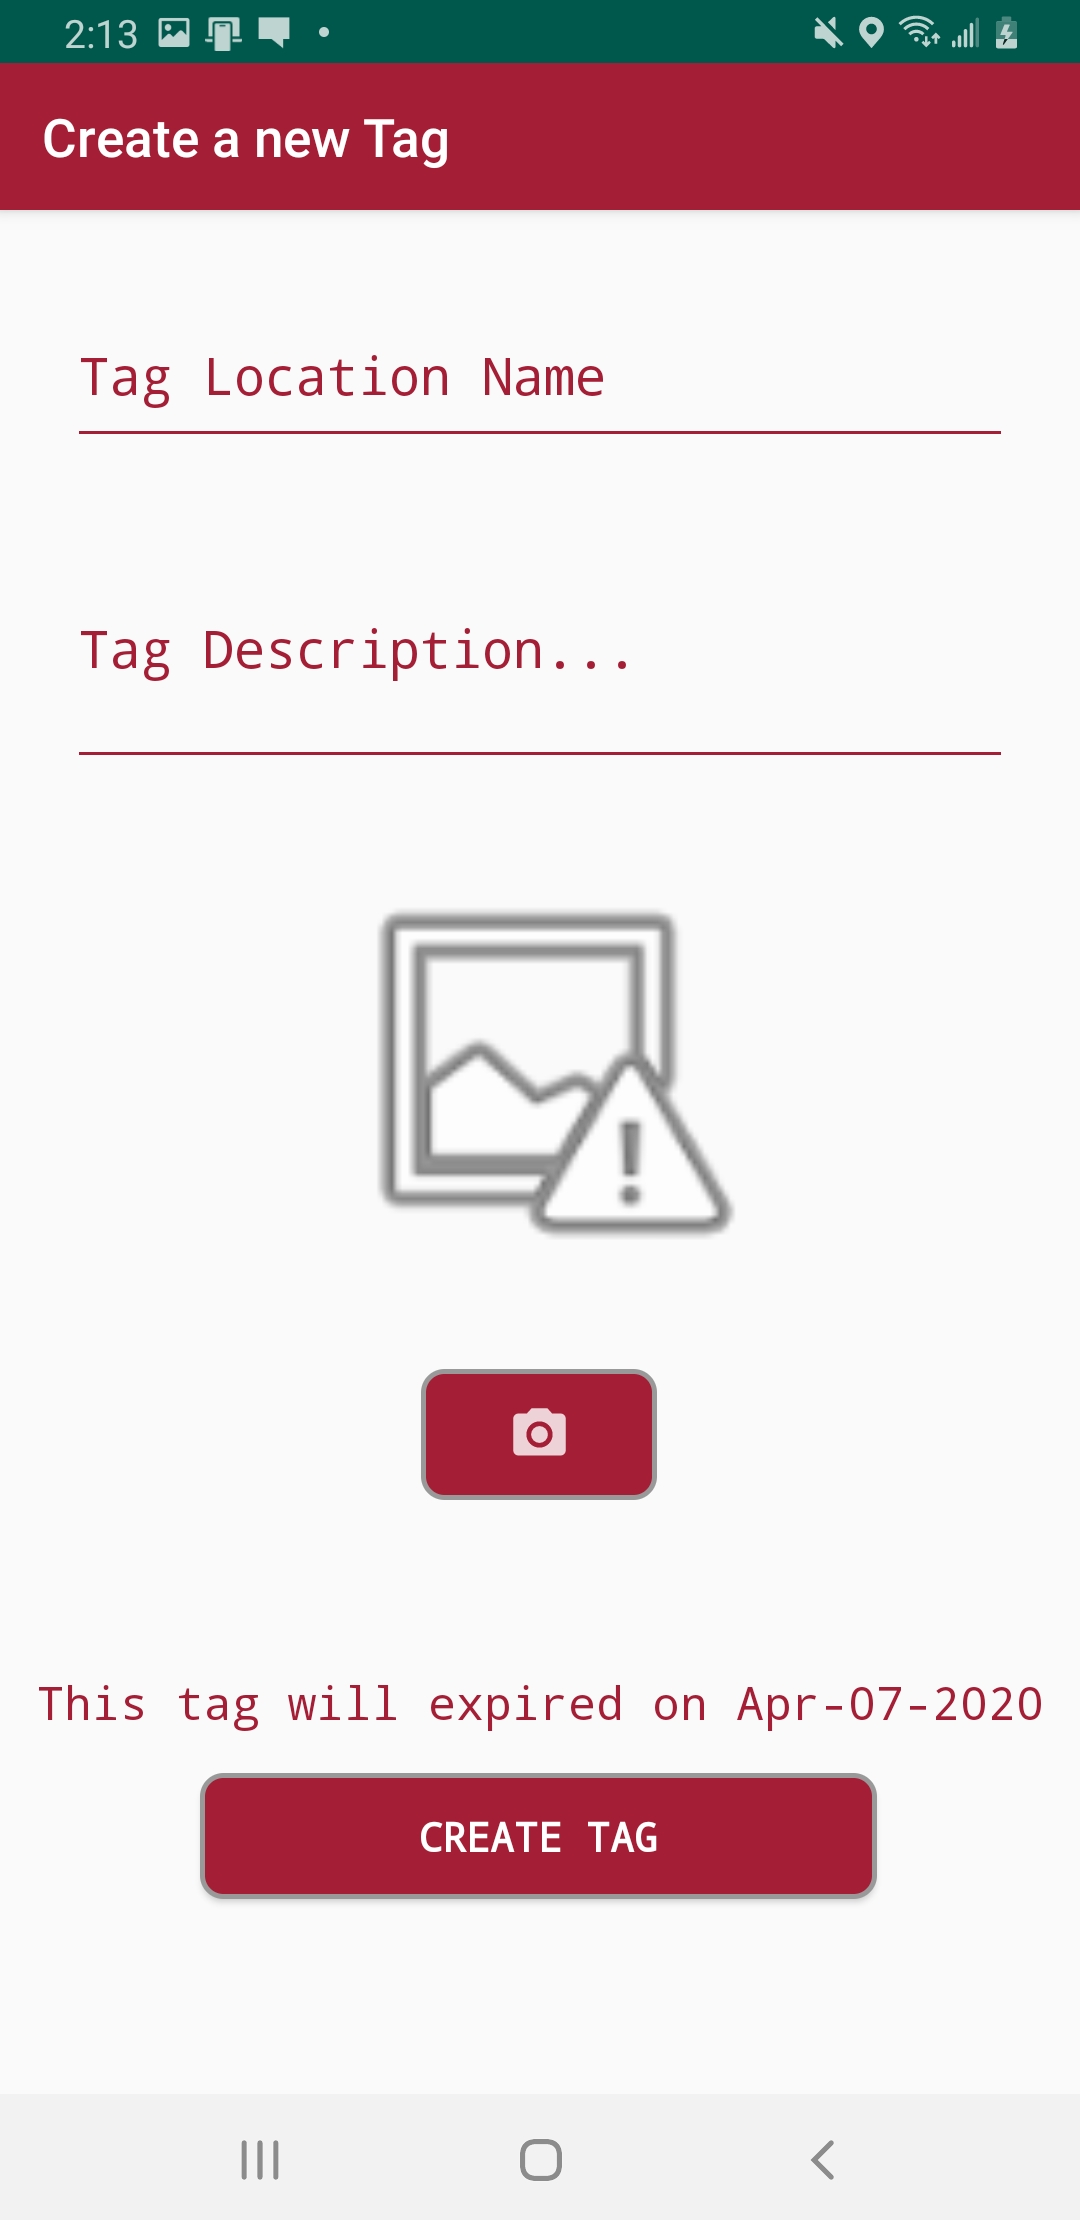 2:13
Create a new Tag
Tag Location Name
Tag Description...
This tag will expired on Apr-07-2020
CREATE TAG